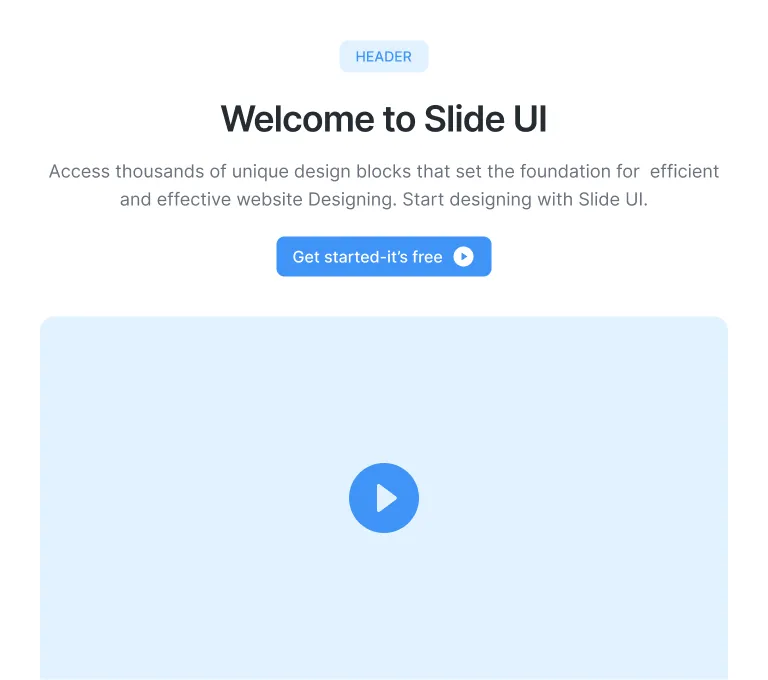 HEADER
Welcome to Slide UI
Access thousands of unique design blocks that set the foundation for  efficient
and effective website Designing. Start designing with Slide UI.
Get started-it’s free